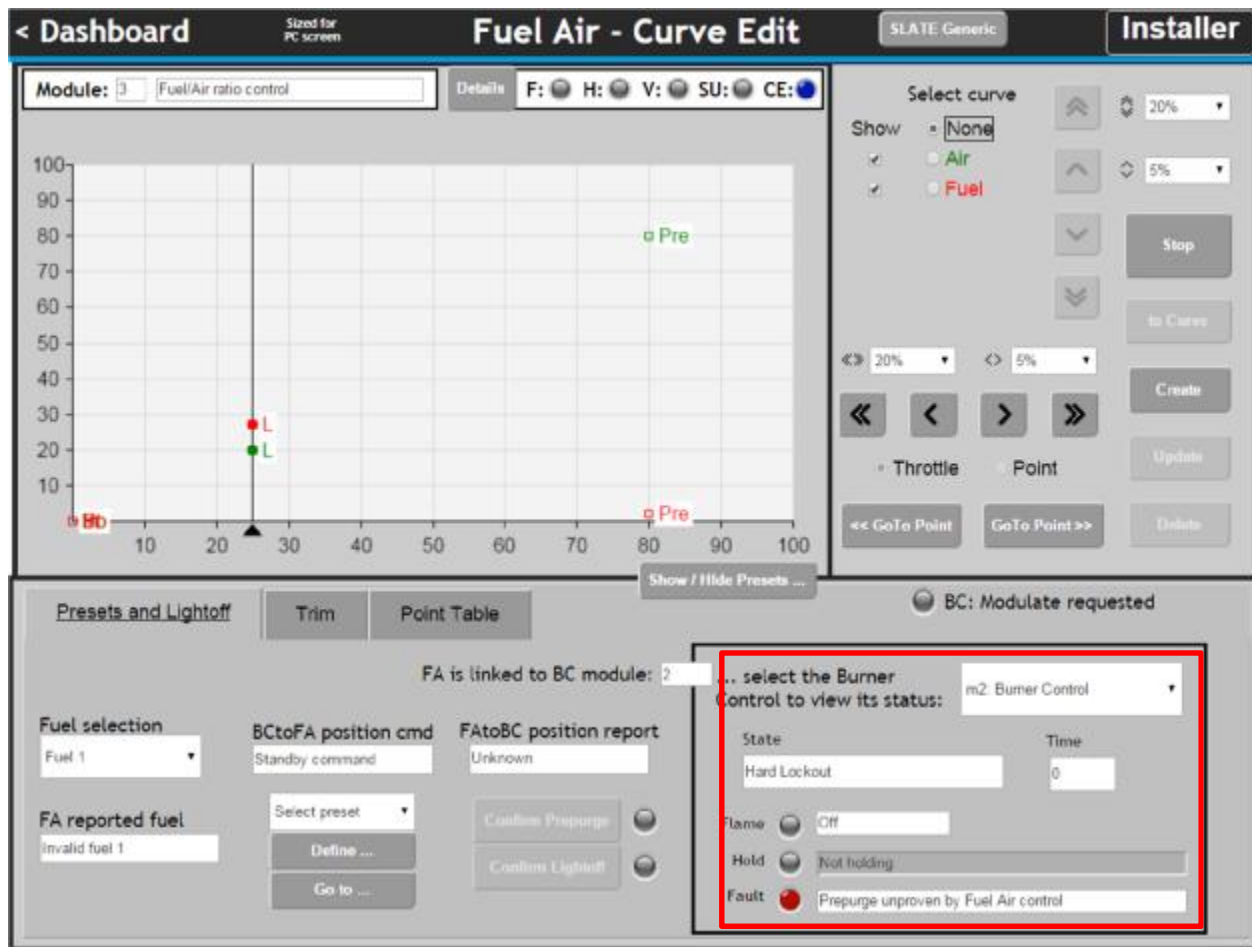 < Dashboard
Sized for
PC screen
Fuel Air - Curve Edit
SLATE Generic
Installer
Module: 3 Fuel/Air ratio control
Details
F: H: V: SU: CE:
Select curve
Show None
Air
Fuel
20%
5%
Stop
to Curve
20%
5%
Create
Throttle Point
Update
<< GoTo Point
GoTo Point >>
Delete
100
90
80
70
60
50
40
30
20
10
Pre
L
L
Pre
10 20 30 40 50 60 70 80 90 100
Show / Hide Presets ...
Presets and Lightoff
Trim
Point Table
BC: Modulate requested
FA is linked to BC module: 2
Fuel selection
Fuel 1
BCtoFA position cmd
Standby command
FAtoBC position report
Unknown
FA reported fuel
Invalid fuel 1
Select preset
Define ...
Go to ...
Confirm Prepurge
Confirm Lightoff
... select the Burner
Control to view its status:
m2. Burner Control
State
Hard Lockout
Time
0
Flame Off
Hold Not holding
Fault Prepurge unproven by Fuel Air control